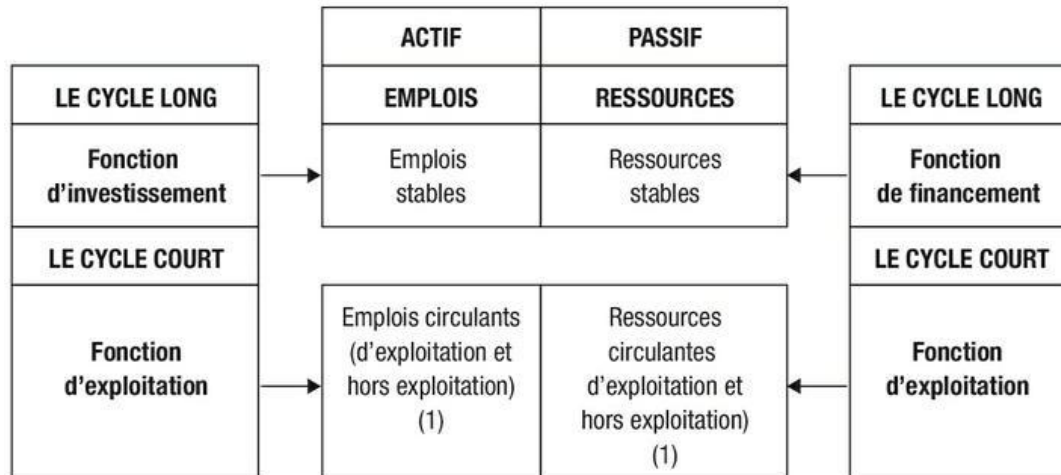 ACTIF
PASSIF
LE CYCLE LONG
EMPLOIS
RESSOURCES
LE CYCLE LONG
Fonction
d'investissement
Emplois
stables
Ressources
stables
Fonction
de financement
LE CYCLE COURT
LE CYCLE COURT
Fonction
d'exploitation
Emplois circulants
(d'exploitation et
hors exploitation)
(1)
Ressources
circulantes
d'exploitation et
hors exploitation)
(1)
Fonction
d'exploitation